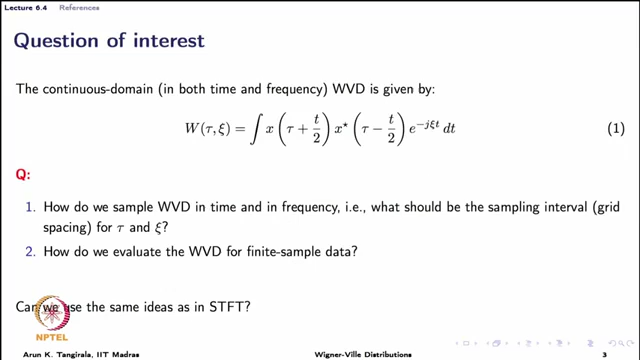 Lecture 6.4 References
Question of interest
The continuous-domain (in both time and frequency) WVD is given by:
W(τ, ξ) = ∫ x (τ + t/2) x⋆ (τ − t/2) e^{−jξt} dt (1)
Q:
1. How do we sample WVD in time and in frequency, i.e., what should be the sampling interval (grid
spacing) for τ and ξ?
2. How do we evaluate the WVD for finite-sample data?
Can we use the same ideas as in STFT?
NPTEL
Arun K. Tangirala, IIT Madras Wigner-Ville Distributions 3